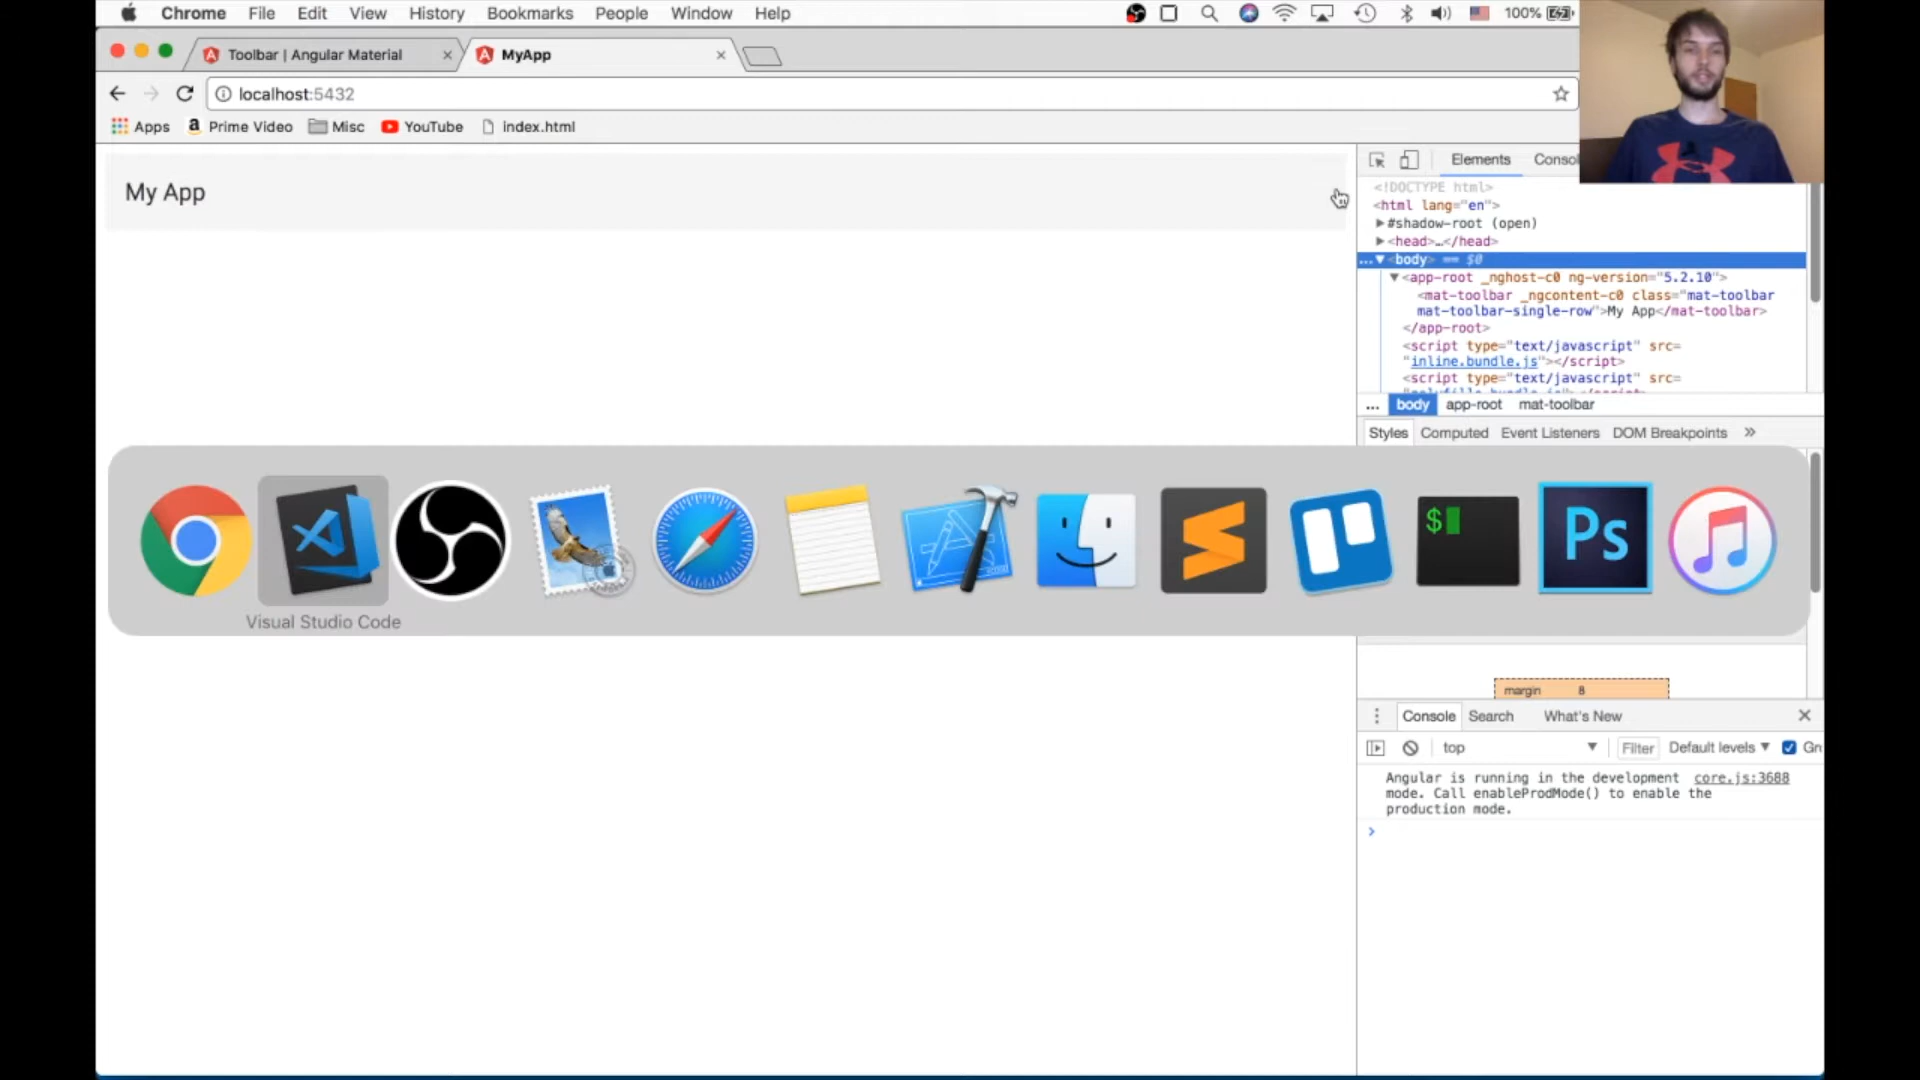 Chrome File Edit View History Bookmarks People Window Help 100%
Toolbar | Angular Material × MyApp ×
localhost:5432
Apps Prime Video Misc YouTube index.html
My App
Elements
<!DOCTYPE html>
<html lang="en">
▶#shadow-root (open)
▶<head>…</head>
…▼<body> == $0
▼<app-root _nghost-c0 ng-version="5.2.10">
<mat-toolbar _ngcontent-c0 class="mat-toolbar
mat-toolbar-single-row">My App</mat-toolbar>
</app-root>
<script type="text/javascript" src=
"inline.bundle.js"></script>
<script type="text/javascript" src=
... body app-root mat-toolbar
Styles Computed Event Listeners DOM Breakpoints »
$ Ps
Visual Studio Code
margin 8
Console Search What's New
top Filter Default levels
Angular is running in the development core.js:3688
mode. Call enableProdMode() to enable the
production mode.